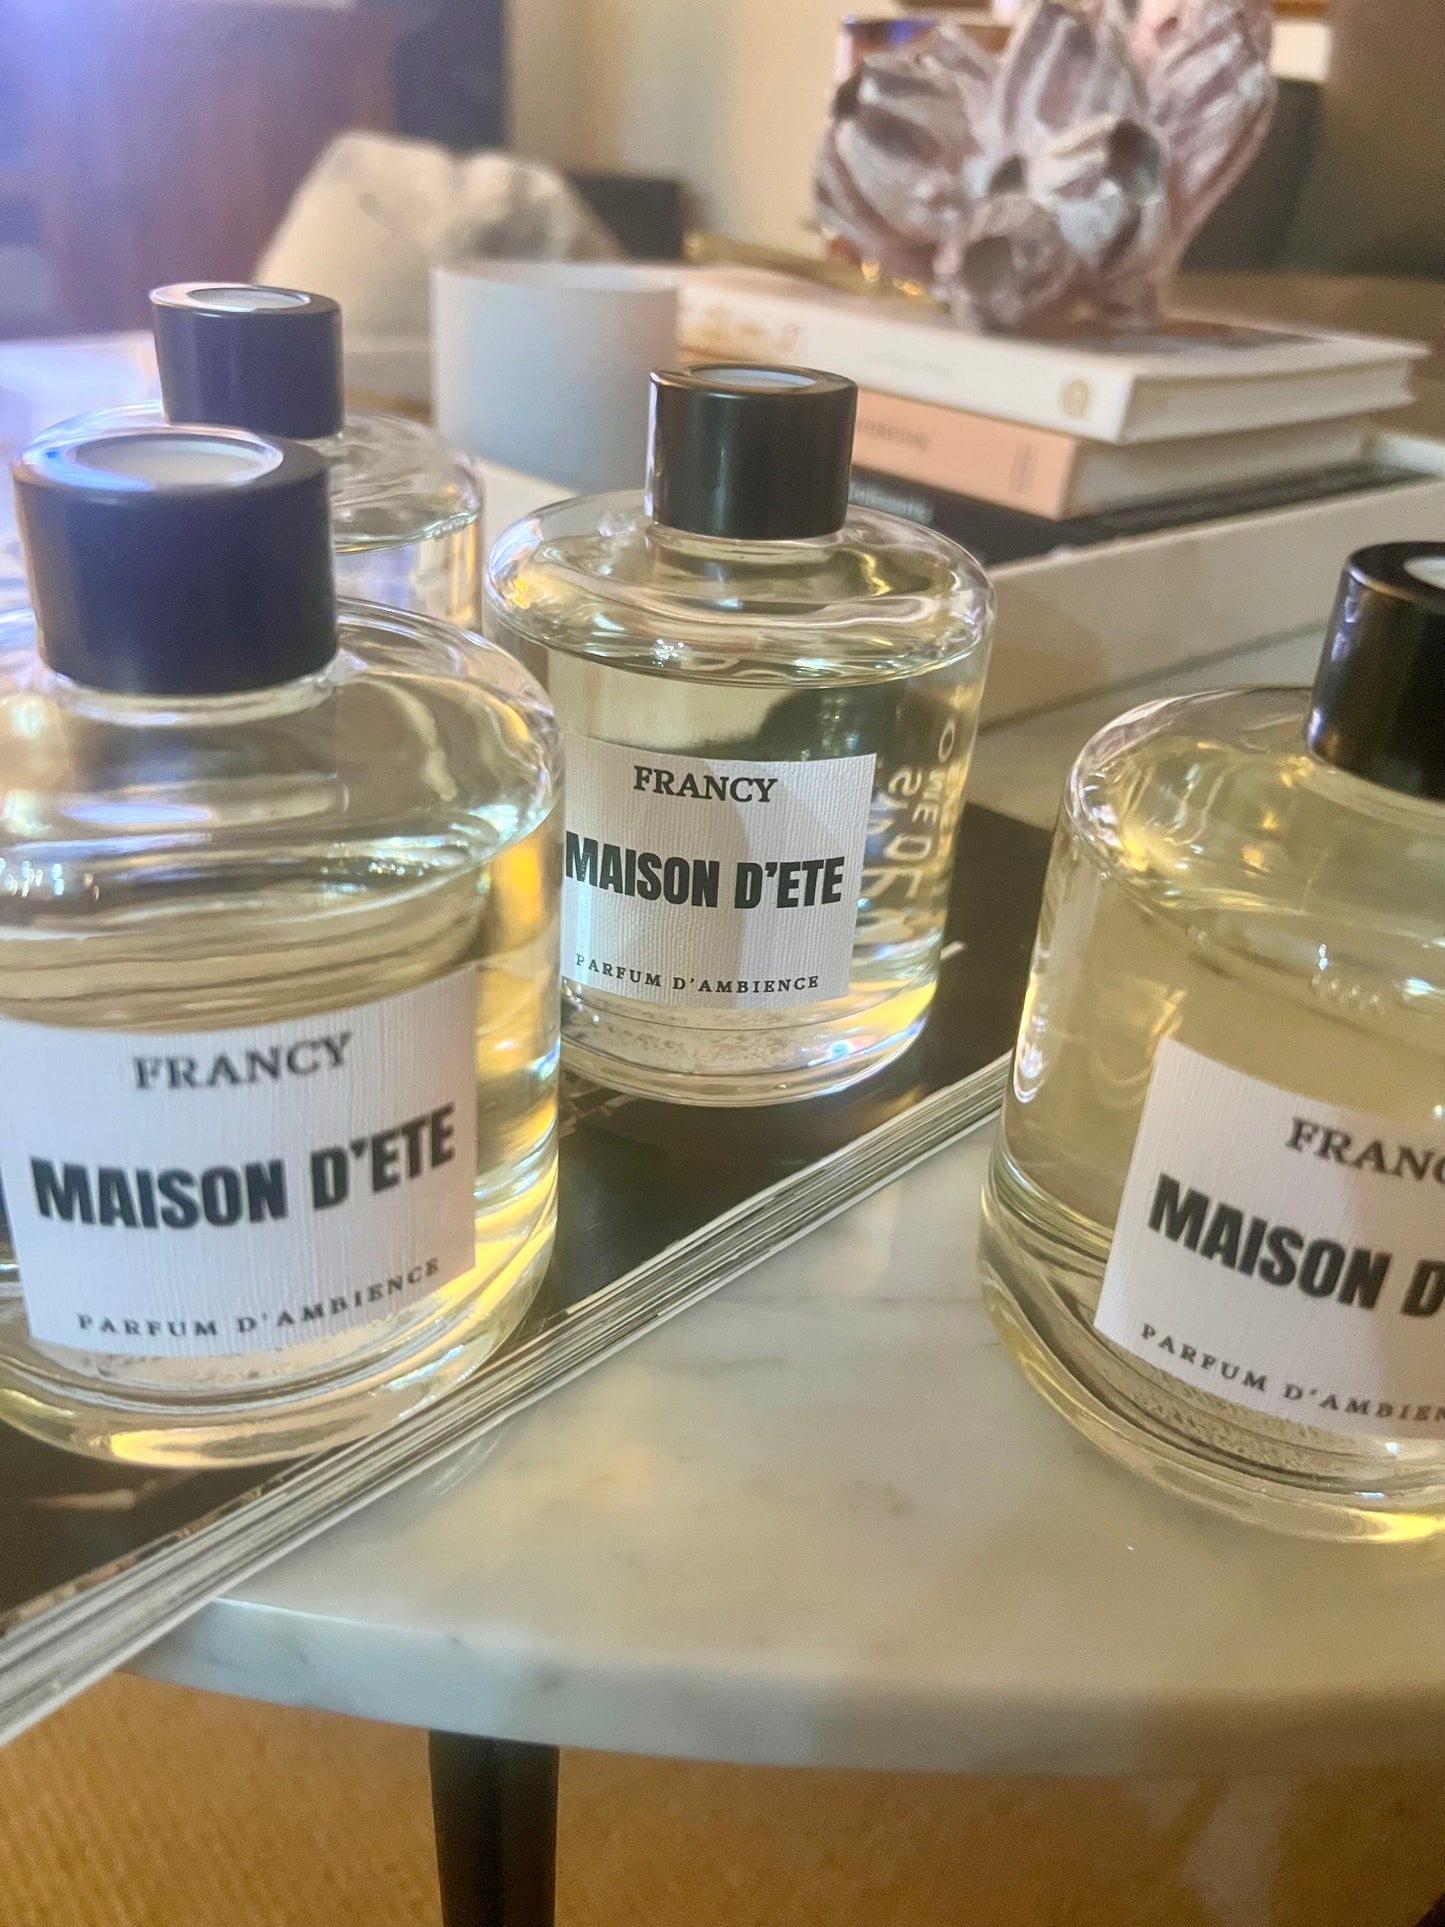 FRANCY
MAISON D'ETE
PARFUM D'AMBIENCE
FRANCY
MAISON D'ETE
PARFUM D'AMBIENCE
FRANC
MAISON D
PARFUM D'AMBIEN